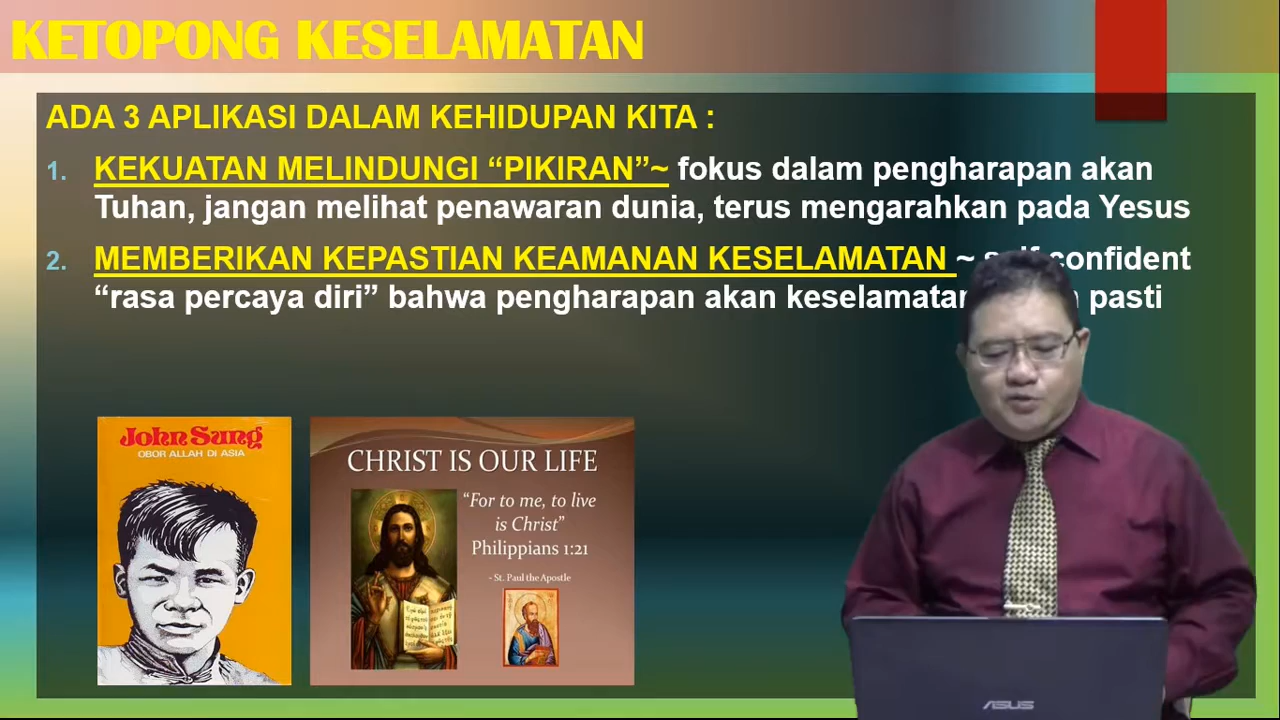 KETOPONG KESELAMATAN
ADA 3 APLIKASI DALAM KEHIDUPAN KITA :
1. KEKUATAN MELINDUNGI “PIKIRAN”~ fokus dalam pengharapan akan
Tuhan, jangan melihat penawaran dunia, terus mengarahkan pada Yesus
2. MEMBERIKAN KEPASTIAN KEAMANAN KESELAMATAN ~ self confident
“rasa percaya diri” bahwa pengharapan akan keselamatan pasti
John Sung
OBOR ALLAH DI ASIA
CHRIST IS OUR LIFE
“For to me, to live
is Christ”
Philippians 1:21
- St. Paul the Apostle
ASUS